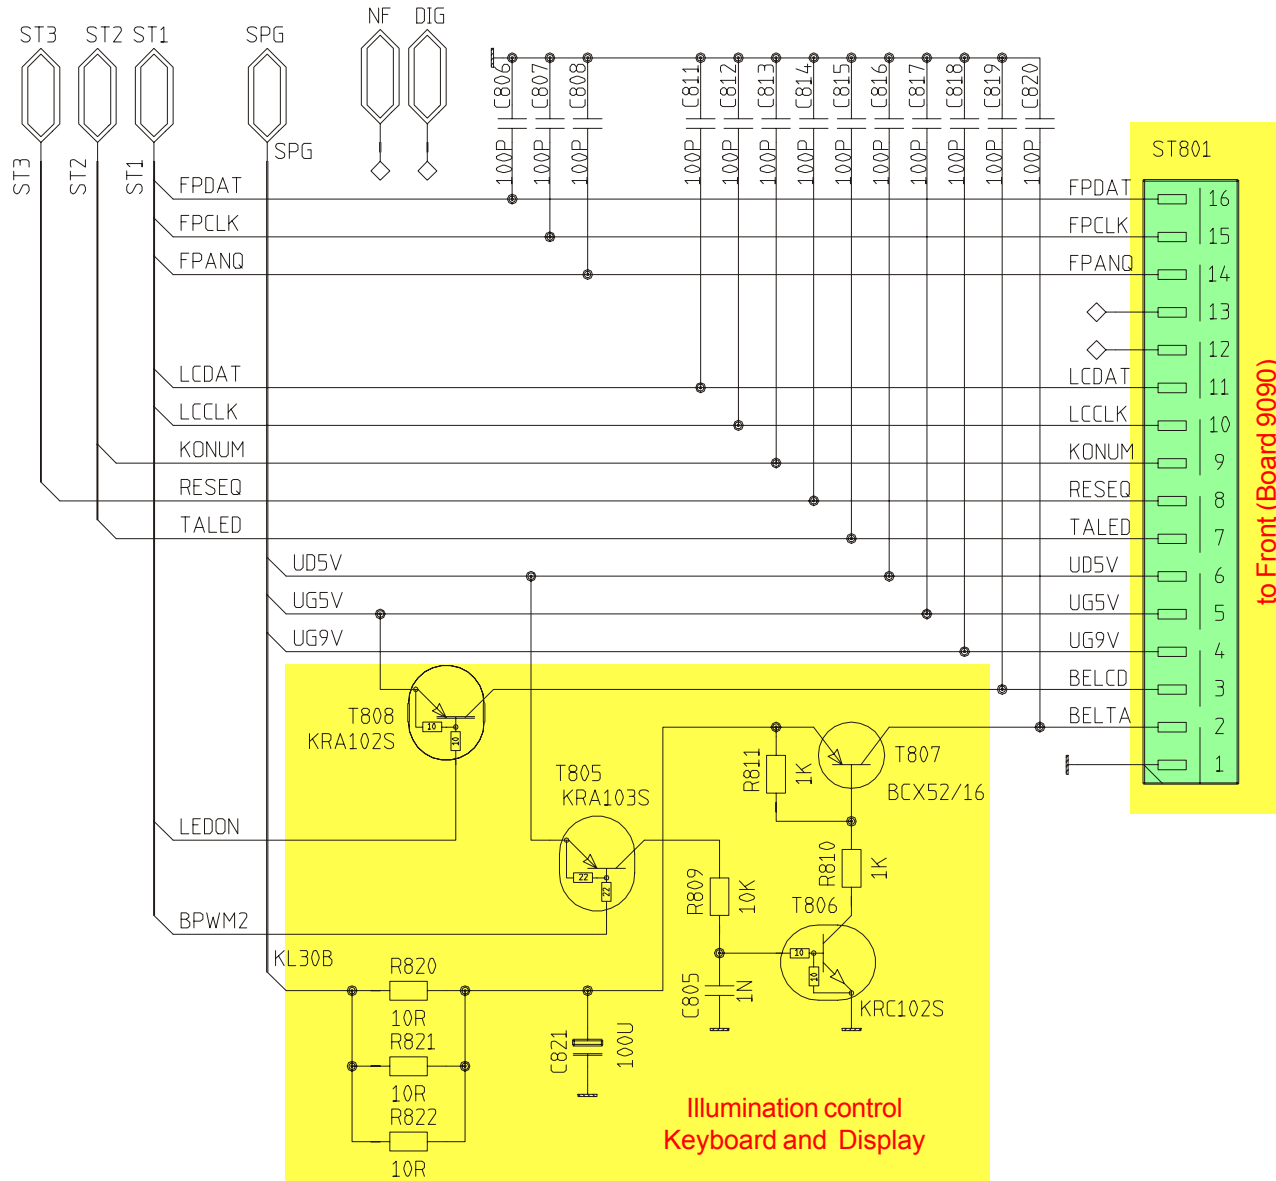 ST3 ST2 ST1 SPG NF DIG
C806 C807 C808 C811 C812 C813 C814 C815 C816 C817 C818 C819 C820
100P 100P 100P 100P 100P 100P 100P 100P 100P 100P 100P 100P 100P
ST3 ST2 ST1 SPG
ST801
FPDAT FPDAT 16
FPCLK FPCLK 15
FPANQ FPANQ 14
13
12
LCDAT LCDAT 11
LCCLK LCCLK 10
KONUM KONUM 9
RESEQ RESEQ 8
TALED TALED 7
UD5V UD5V 6
UG5V UG5V 5
UG9V UG9V 4
BELCD 3
BELTA 2
1
to Front (Board 9090)
T808
KRA102S
10
10
T805
KRA103S
22
22
R811
1K
T807
BCX52/16
LEDON
R810
1K
R809
10K
T806
10
10
KRC102S
BPWM2
KL30B
R820
10R
R821
10R
R822
10R
C821
100U
C805
1N
Illumination control
Keyboard and Display